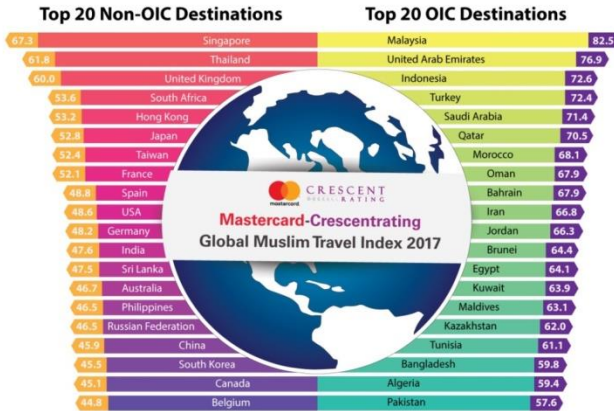 Top 20 Non-OIC Destinations
67.3 Singapore
61.8 Thailand
60.0 United Kingdom
53.6 South Africa
53.2 Hong Kong
52.8 Japan
52.4 Taiwan
52.1 France
48.8 Spain
48.6 USA
48.2 Germany
47.6 India
47.5 Sri Lanka
46.7 Australia
46.5 Philippines
46.5 Russian Federation
45.9 China
45.5 South Korea
45.1 Canada
44.8 Belgium
Top 20 OIC Destinations
Malaysia 82.5
United Arab Emirates 76.9
Indonesia 72.6
Turkey 72.4
Saudi Arabia 71.4
Qatar 70.5
Morocco 68.1
Oman 67.9
Bahrain 67.9
Iran 66.8
Jordan 66.3
Brunei 64.4
Egypt 64.1
Kuwait 63.9
Maldives 63.1
Kazakhstan 62.0
Tunisia 61.1
Bangladesh 59.8
Algeria 59.4
Pakistan 57.6
mastercard.
CRESCENT
RATING
Mastercard-Crescentrating
Global Muslim Travel Index 2017